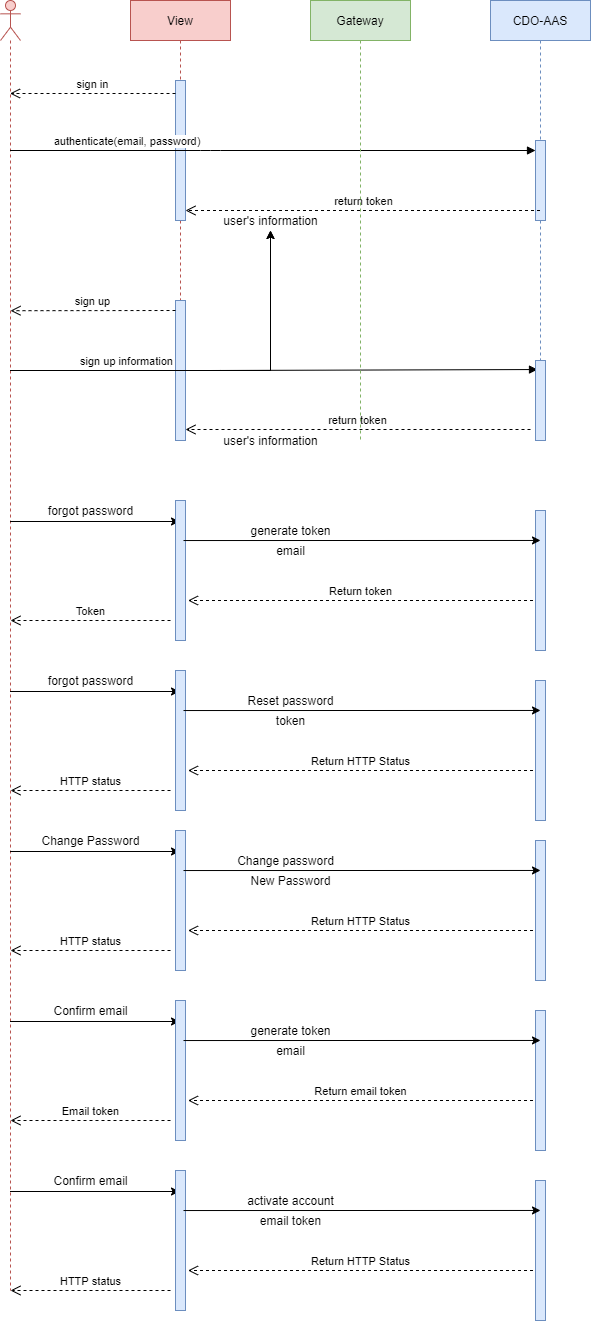 View
Gateway
CDO-AAS
sign in
authenticate(email, password)
return token
user's information
sign up
sign up information
return token
user's information
forgot password
generate token
email
Return token
Token
forgot password
Reset password
token
Return HTTP Status
HTTP status
Change Password
Change password
New Password
Return HTTP Status
HTTP status
Confirm email
generate token
email
Return email token
Email token
Confirm email
activate account
email token
Return HTTP Status
HTTP status